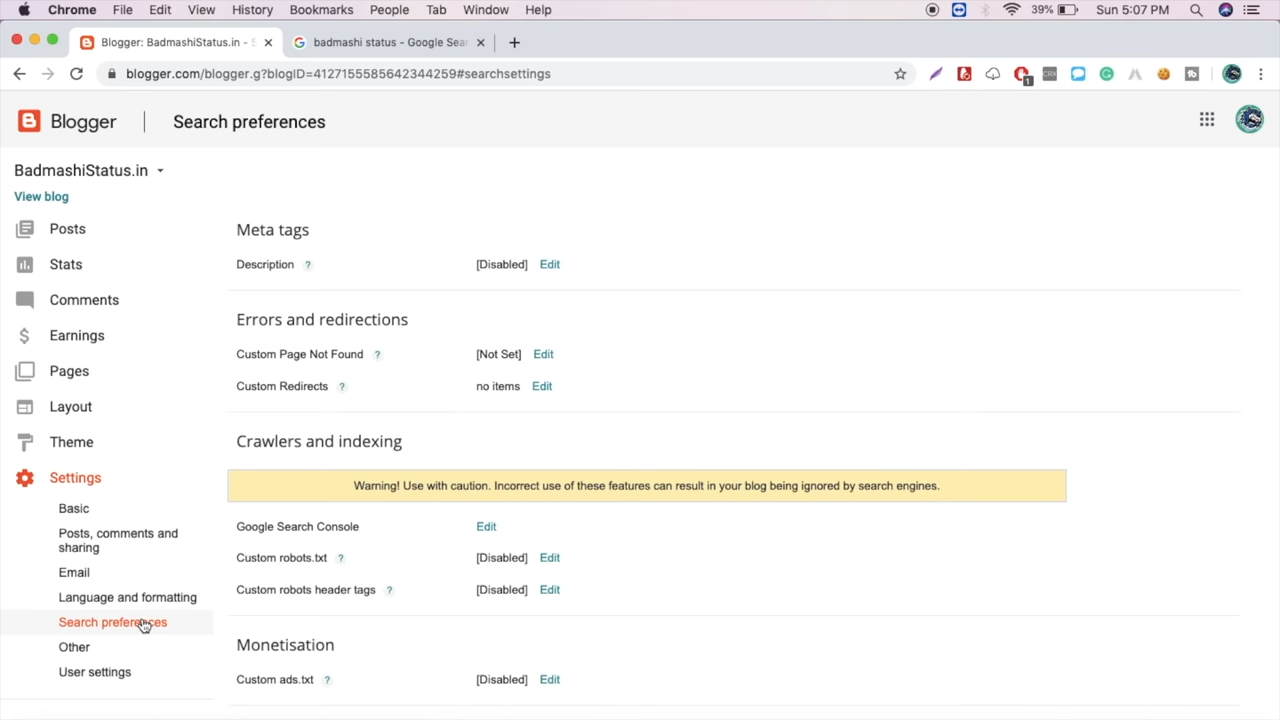 Chrome File Edit View History Bookmarks People Tab Window Help 39% Sun 5:07 PM
Blogger: BadmashiStatus.in - badmashi status - Google Sear
blogger.com/blogger.g?blogID=4127155585642344259#searchsettings
Blogger Search preferences
BadmashiStatus.in
View blog
Posts
Stats
Comments
Earnings
Pages
Layout
Theme
Settings
Basic
Posts, comments and
sharing
Email
Language and formatting
Search preferences
Other
User settings
Meta tags
Description ? [Disabled] Edit
Errors and redirections
Custom Page Not Found ? [Not Set] Edit
Custom Redirects ? no items Edit
Crawlers and indexing
Warning! Use with caution. Incorrect use of these features can result in your blog being ignored by search engines.
Google Search Console Edit
Custom robots.txt ? [Disabled] Edit
Custom robots header tags ? [Disabled] Edit
Monetisation
Custom ads.txt ? [Disabled] Edit